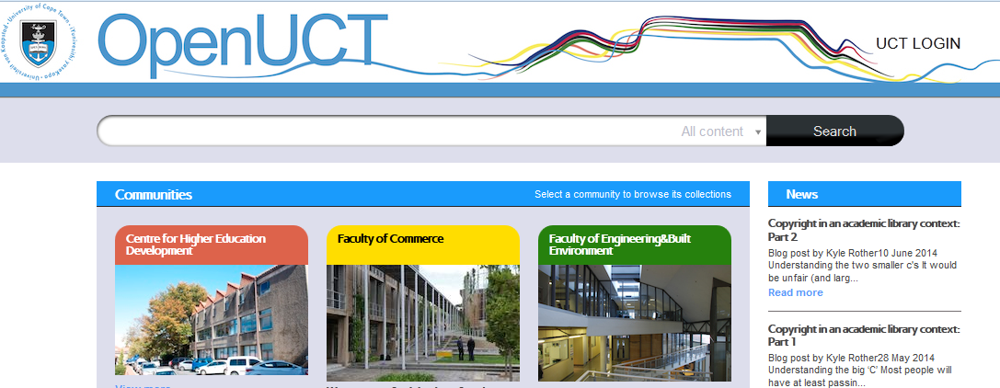 University of Cape Town · iYunivesithi yaseKapa · Universiteit van Kaapstad
OpenUCT
UCT LOGIN
All content
Search
Communities
Select a community to browse its collections
Centre for Higher Education
Development
Faculty of Commerce
Faculty of Engineering&Built
Environment
View more
News
Copyright in an academic library context:
Part 2
Blog post by Kyle Rother10 June 2014
Understanding the two smaller c's It would
be unfair (and larg...
Read more
Copyright in an academic library context:
Part 1
Blog post by Kyle Rother28 May 2014
Understanding the big 'C' Most people will
have at least passin...